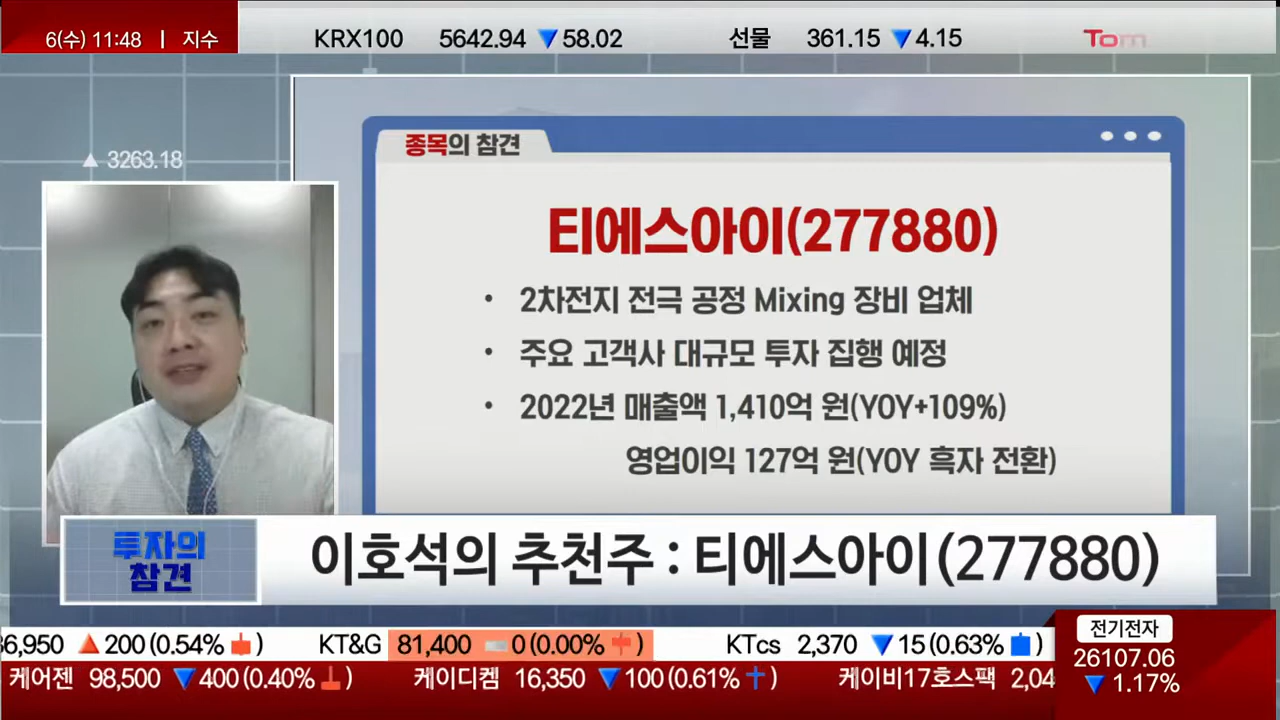 6(수) 11:48 | 지수 KRX100 5642.94 ▼58.02 선물 361.15 ▼4.15 Tom
종목의 참견
▲ 3263.18
티에스아이(277880)
• 2차전지 전극 공정 Mixing 장비 업체
• 주요 고객사 대규모 투자 집행 예정
• 2022년 매출액 1,410억 원(YOY+109%)
영업이익 127억 원(YOY 흑자 전환)
투자의
참견
이호석의 추천주 : 티에스아이(277880)
6,950 ▲200(0.54%) KT&G 81,400 0(0.00%) KTcs 2,370 ▼15(0.63%)
전기전자
26107.06
▼1.17%
케어젠 98,500 ▼400(0.40%) 케이디켐 16,350 ▼100(0.61%) 케이비17호스팩 2,04